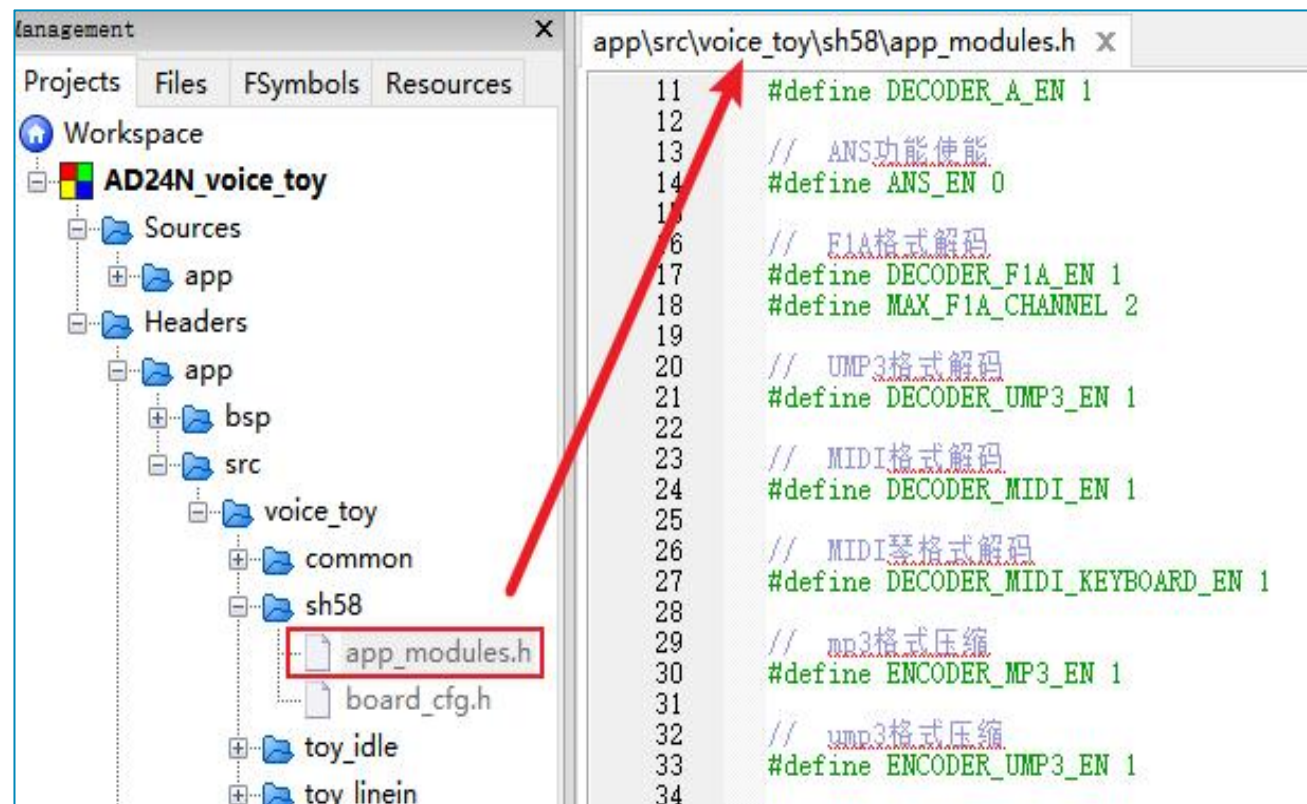 Management
Projects Files FSymbols Resources
Workspace
AD24N_voice_toy
Sources
app
Headers
app
bsp
src
voice_toy
common
sh58
app_modules.h
board_cfg.h
toy_idle
toy_linein
app\src\voice_toy\sh58\app_modules.h
11 #define DECODER_A_EN 1
12
13 // ANS功能使能
14 #define ANS_EN 0
15
16 // F1A格式解码
17 #define DECODER_F1A_EN 1
18 #define MAX_F1A_CHANNEL 2
19
20 // UMP3格式解码
21 #define DECODER_UMP3_EN 1
22
23 // MIDI格式解码
24 #define DECODER_MIDI_EN 1
25
26 // MIDI琴格式解码
27 #define DECODER_MIDI_KEYBOARD_EN 1
28
29 // mp3格式压缩
30 #define ENCODER_MP3_EN 1
31
32 // ump3格式压缩
33 #define ENCODER_UMP3_EN 1
34